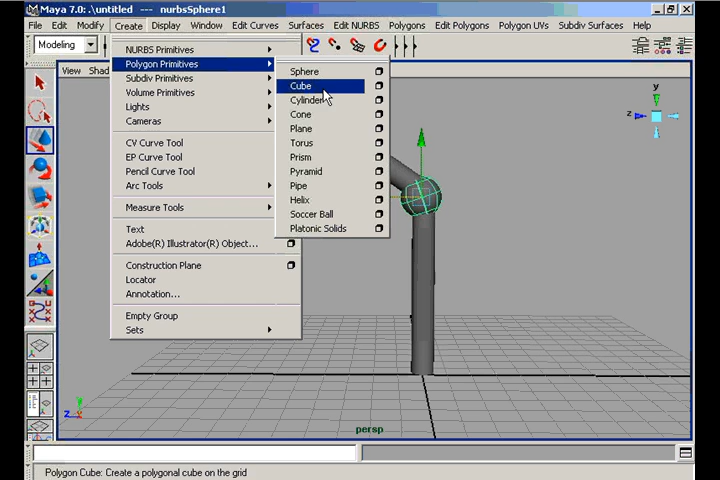 Maya 7.0: .\untitled --- nurbsSphere1
File Edit Modify Create Display Window Edit Curves Surfaces Edit NURBS Polygons Edit Polygons Polygon UVs Subdiv Surfaces Help
Modeling
View Shad
NURBS Primitives
Polygon Primitives
Subdiv Primitives
Volume Primitives
Lights
Cameras
CV Curve Tool
EP Curve Tool
Pencil Curve Tool
Arc Tools
Measure Tools
Text
Adobe(R) Illustrator(R) Object...
Construction Plane
Locator
Annotation...
Empty Group
Sets
Sphere
Cube
Cylinder
Cone
Plane
Torus
Prism
Pyramid
Pipe
Helix
Soccer Ball
Platonic Solids
y
z
y
z x
persp
Polygon Cube: Create a polygonal cube on the grid